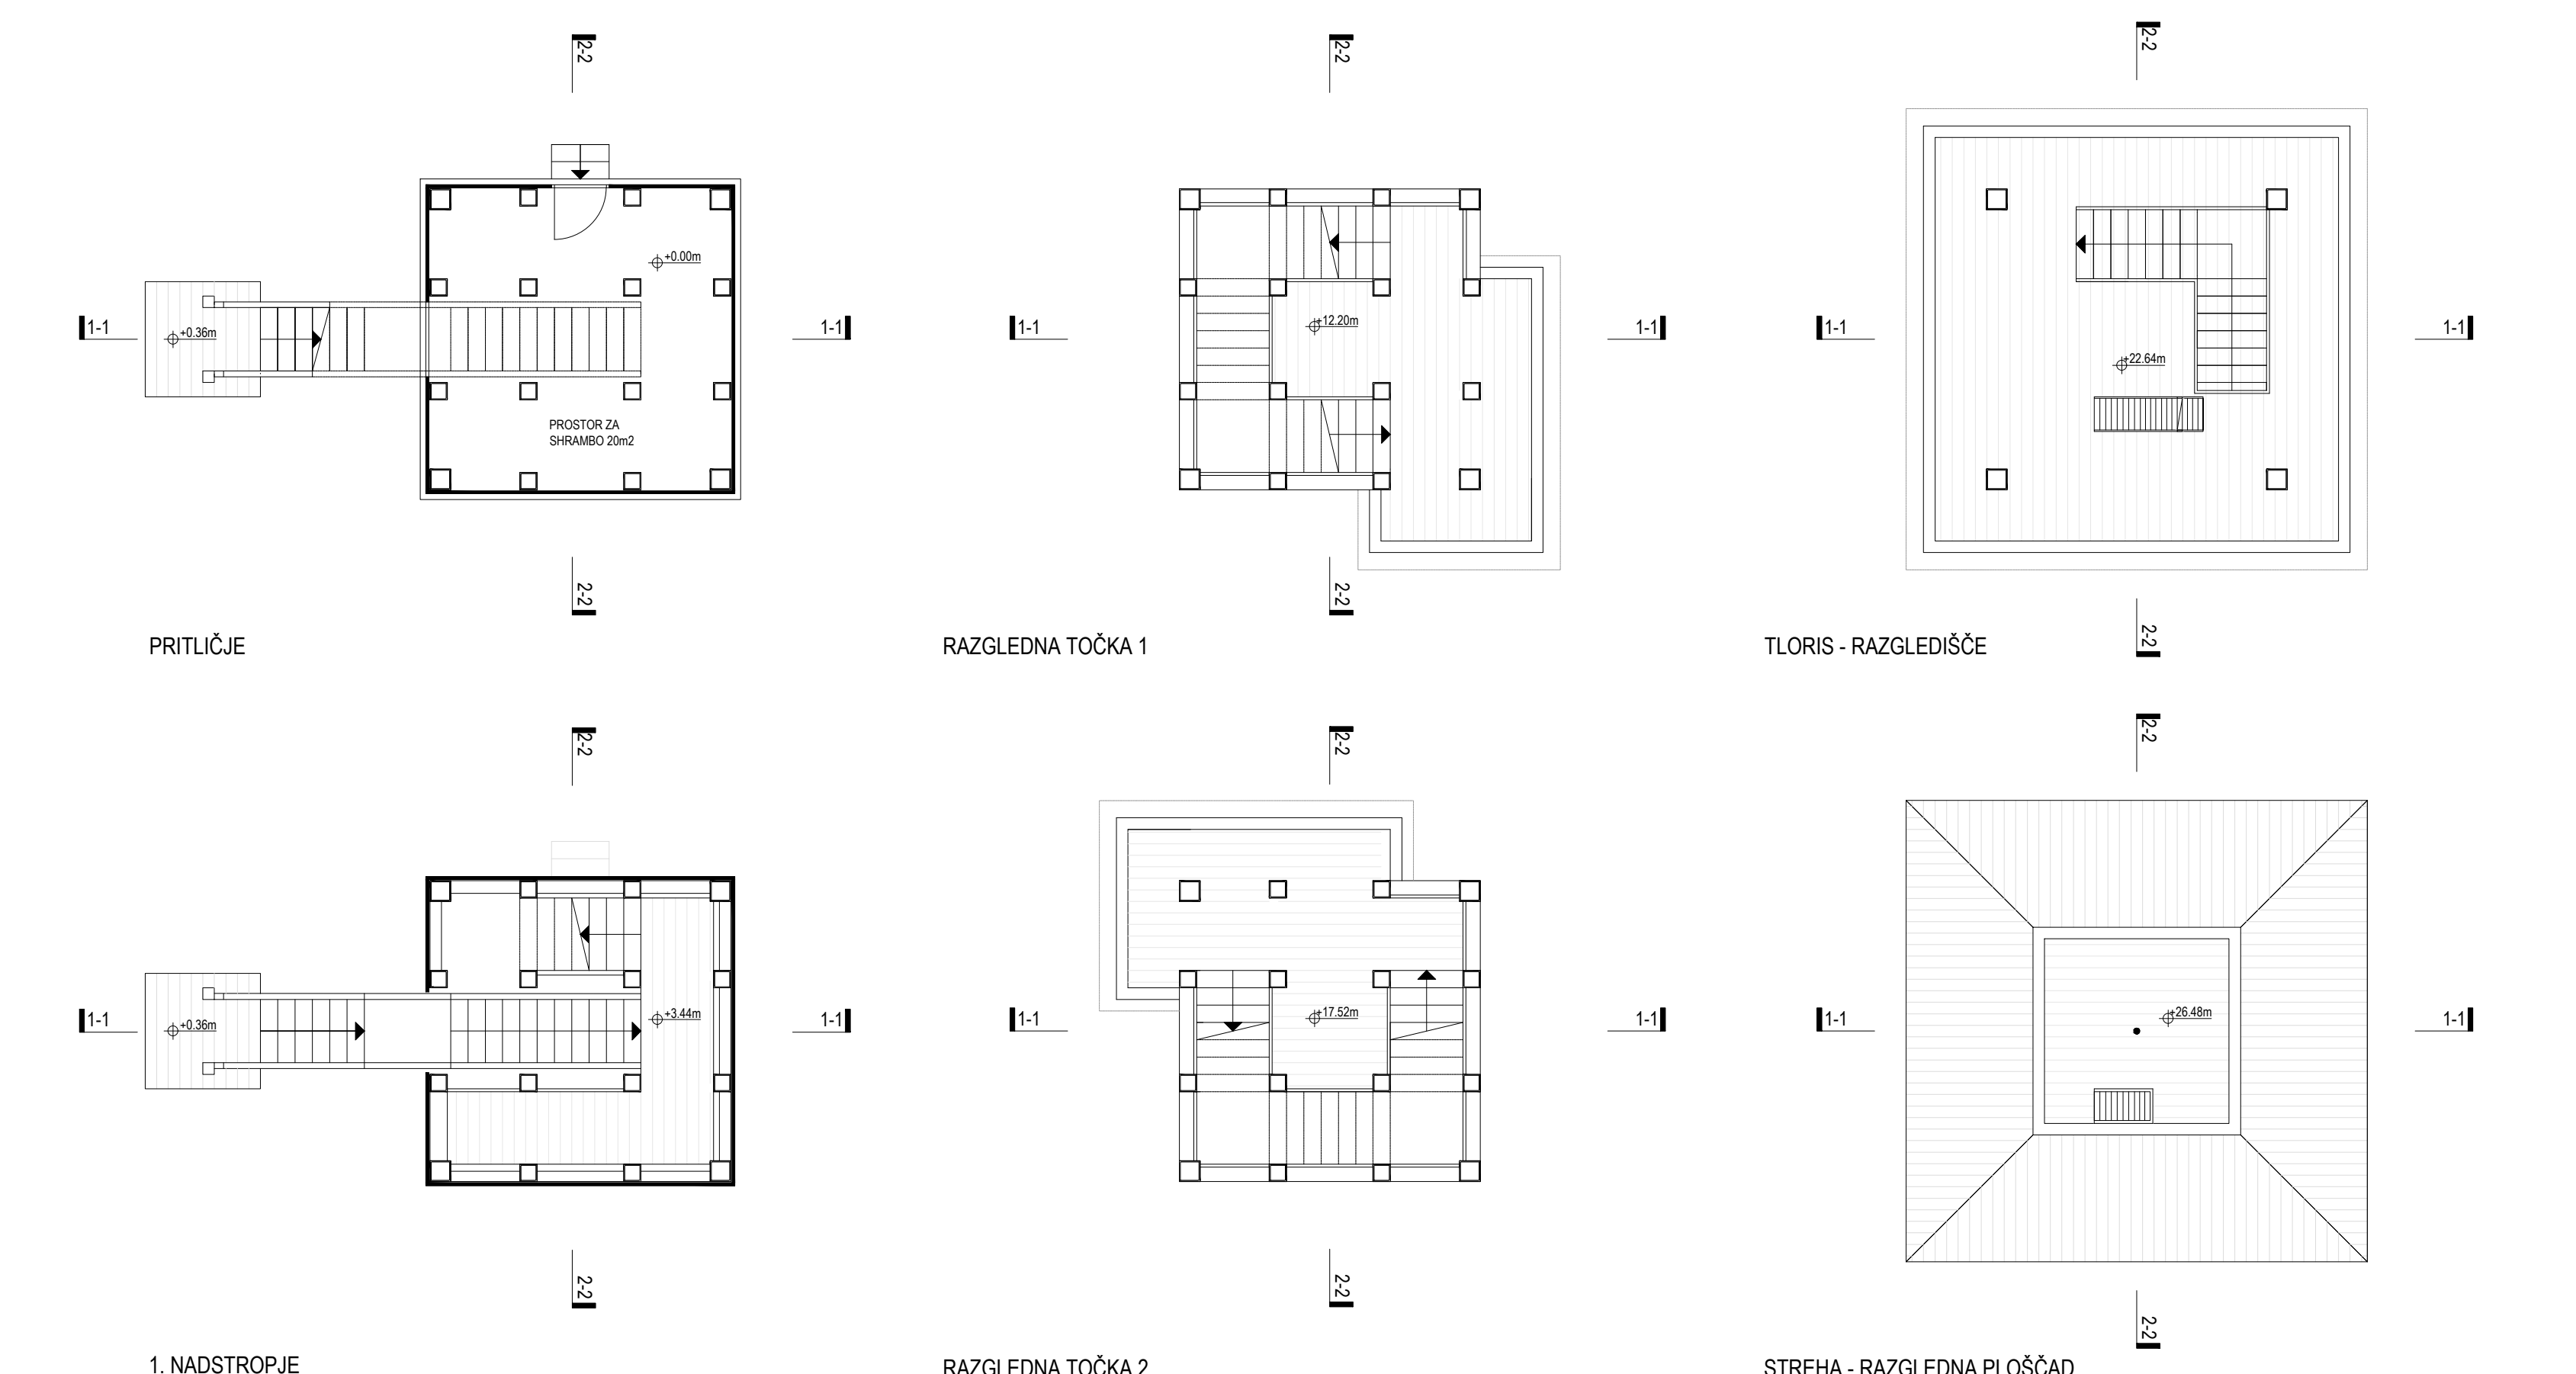 2-2
2-2
2-2
+0.00m
1-1
+0.36m
1-1
1-1
+12.20m
1-1
1-1
+22.64m
1-1
PROSTOR ZA
SHRAMBO 20m2
2-2
2-2
2-2
PRITLIČJE
RAZGLEDNA TOČKA 1
TLORIS - RAZGLEDIŠČE
2-2
2-2
2-2
1-1
+0.36m
+3.44m
1-1
1-1
+17.52m
1-1
1-1
+26.48m
1-1
2-2
2-2
2-2
1. NADSTROPJE
RAZGLEDNA TOČKA 2
STREHA - RAZGLEDNA PLOŠČAD